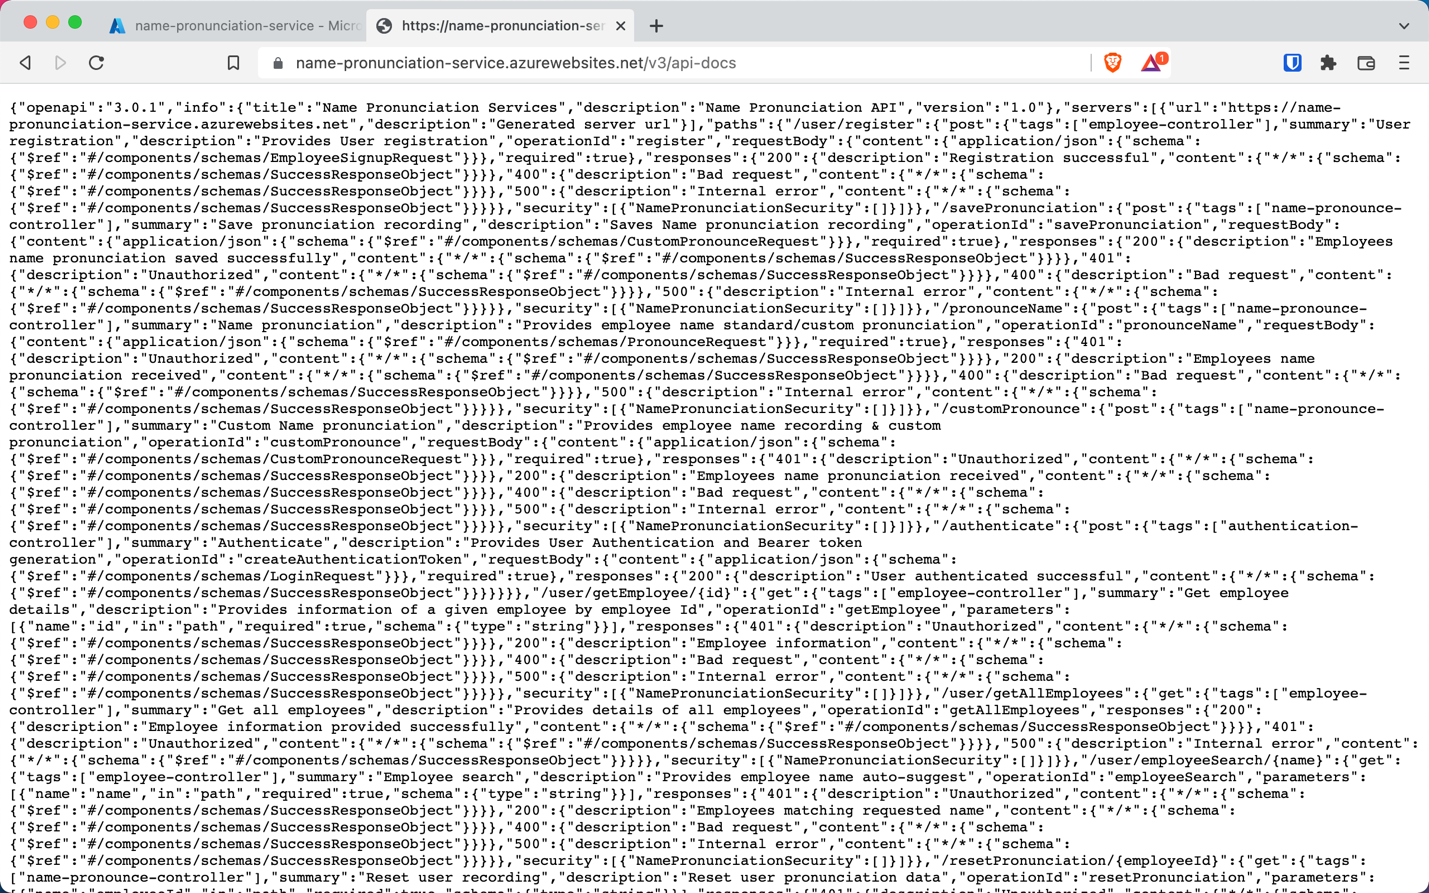 name-pronunciation-service - Micro
https://name-pronunciation-ser
name-pronunciation-service.azurewebsites.net/v3/api-docs
1
{"openapi":"3.0.1","info":{"title":"Name Pronunciation Services","description":"Name Pronunciation API","version":"1.0"},"servers":[{"url":"https://name-
pronunciation-service.azurewebsites.net","description":"Generated server url"}],"paths":{"/user/register":{"post":{"tags":["employee-controller"],"summary":"User
registration","description":"Provides User registration","operationId":"register","requestBody":{"content":{"application/json":{"schema":
{"$ref":"#/components/schemas/EmployeeSignupRequest"}}},"required":true},"responses":{"200":{"description":"Registration successful","content":{"*/*":{"schema":
{"$ref":"#/components/schemas/SuccessResponseObject"}}}},"400":{"description":"Bad request","content":{"*/*":{"schema":
{"$ref":"#/components/schemas/SuccessResponseObject"}}}},"500":{"description":"Internal error","content":{"*/*":{"schema":
{"$ref":"#/components/schemas/SuccessResponseObject"}}}}},"security":[{"NamePronunciationSecurity":[]}]}},"/savePronunciation":{"post":{"tags":["name-pronounce-
controller"],"summary":"Save pronunciation recording","description":"Saves Name pronunciation recording","operationId":"savePronunciation","requestBody":
{"content":{"application/json":{"schema":{"$ref":"#/components/schemas/CustomPronounceRequest"}}},"required":true},"responses":{"200":{"description":"Employees
name pronunciation saved successfully","content":{"*/*":{"schema":{"$ref":"#/components/schemas/SuccessResponseObject"}}}},"401":
{"description":"Unauthorized","content":{"*/*":{"schema":{"$ref":"#/components/schemas/SuccessResponseObject"}}}},"400":{"description":"Bad request","content":
{"*/*":{"schema":{"$ref":"#/components/schemas/SuccessResponseObject"}}}},"500":{"description":"Internal error","content":{"*/*":{"schema":
{"$ref":"#/components/schemas/SuccessResponseObject"}}}}},"security":[{"NamePronunciationSecurity":[]}]}},"/pronounceName":{"post":{"tags":["name-pronounce-
controller"],"summary":"Name pronunciation","description":"Provides employee name standard/custom pronunciation","operationId":"pronounceName","requestBody":
{"content":{"application/json":{"schema":{"$ref":"#/components/schemas/PronounceRequest"}}},"required":true},"responses":{"401":
{"description":"Unauthorized","content":{"*/*":{"schema":{"$ref":"#/components/schemas/SuccessResponseObject"}}}},"200":{"description":"Employees name
pronunciation received","content":{"*/*":{"schema":{"$ref":"#/components/schemas/SuccessResponseObject"}}}},"400":{"description":"Bad request","content":{"*/*":
{"schema":{"$ref":"#/components/schemas/SuccessResponseObject"}}}},"500":{"description":"Internal error","content":{"*/*":{"schema":
{"$ref":"#/components/schemas/SuccessResponseObject"}}}}},"security":[{"NamePronunciationSecurity":[]}]}},"/customPronounce":{"post":{"tags":["name-pronounce-
controller"],"summary":"Custom Name pronunciation","description":"Provides employee name recording & custom
pronunciation","operationId":"customPronounce","requestBody":{"content":{"application/json":{"schema":
{"$ref":"#/components/schemas/CustomPronounceRequest"}}},"required":true},"responses":{"401":{"description":"Unauthorized","content":{"*/*":{"schema":
{"$ref":"#/components/schemas/SuccessResponseObject"}}}},"200":{"description":"Employees name pronunciation received","content":{"*/*":{"schema":
{"$ref":"#/components/schemas/SuccessResponseObject"}}}},"400":{"description":"Bad request","content":{"*/*":{"schema":
{"$ref":"#/components/schemas/SuccessResponseObject"}}}},"500":{"description":"Internal error","content":{"*/*":{"schema":
{"$ref":"#/components/schemas/SuccessResponseObject"}}}}},"security":[{"NamePronunciationSecurity":[]}]}},"/authenticate":{"post":{"tags":["authentication-
controller"],"summary":"Authenticate","description":"Provides User Authentication and Bearer token
generation","operationId":"createAuthenticationToken","requestBody":{"content":{"application/json":{"schema":
{"$ref":"#/components/schemas/LoginRequest"}}},"required":true},"responses":{"200":{"description":"User authenticated successful","content":{"*/*":{"schema":
{"$ref":"#/components/schemas/SuccessResponseObject"}}}}}}},"/user/getEmployee/{id}":{"get":{"tags":["employee-controller"],"summary":"Get employee
details","description":"Provides information of a given employee by employee Id","operationId":"getEmployee","parameters":
[{"name":"id","in":"path","required":true,"schema":{"type":"string"}}],"responses":{"401":{"description":"Unauthorized","content":{"*/*":{"schema":
{"$ref":"#/components/schemas/SuccessResponseObject"}}}},"200":{"description":"Employee information","content":{"*/*":{"schema":
{"$ref":"#/components/schemas/SuccessResponseObject"}}}},"400":{"description":"Bad request","content":{"*/*":{"schema":
{"$ref":"#/components/schemas/SuccessResponseObject"}}}},"500":{"description":"Internal error","content":{"*/*":{"schema":
{"$ref":"#/components/schemas/SuccessResponseObject"}}}}},"security":[{"NamePronunciationSecurity":[]}]}},"/user/getAllEmployees":{"get":{"tags":["employee-
controller"],"summary":"Get all employees","description":"Provides details of all employees","operationId":"getAllEmployees","responses":{"200":
{"description":"Employee information provided successfully","content":{"*/*":{"schema":{"$ref":"#/components/schemas/SuccessResponseObject"}}}},"401":
{"description":"Unauthorized","content":{"*/*":{"schema":{"$ref":"#/components/schemas/SuccessResponseObject"}}}},"500":{"description":"Internal error","content":
{"*/*":{"schema":{"$ref":"#/components/schemas/SuccessResponseObject"}}}}},"security":[{"NamePronunciationSecurity":[]}]}},"/user/employeeSearch/{name}":{"get":
{"tags":["employee-controller"],"summary":"Employee search","description":"Provides employee name auto-suggest","operationId":"employeeSearch","parameters":
[{"name":"name","in":"path","required":true,"schema":{"type":"string"}}],"responses":{"401":{"description":"Unauthorized","content":{"*/*":{"schema":
{"$ref":"#/components/schemas/SuccessResponseObject"}}}},"200":{"description":"Employees matching requested name","content":{"*/*":{"schema":
{"$ref":"#/components/schemas/SuccessResponseObject"}}}},"400":{"description":"Bad request","content":{"*/*":{"schema":
{"$ref":"#/components/schemas/SuccessResponseObject"}}}},"500":{"description":"Internal error","content":{"*/*":{"schema":
{"$ref":"#/components/schemas/SuccessResponseObject"}}}}},"security":[{"NamePronunciationSecurity":[]}]}},"/resetPronunciation/{employeeId}":{"get":{"tags":
["name-pronounce-controller"],"summary":"Reset user recording","description":"Reset user pronunciation data","operationId":"resetPronunciation","parameters":
[{"name":"employeeId","in":"path","required":true,"schema":{"type":"string"}}],"responses":{"401":{"description":"Unauthorized","content":{"*/*":{"schema":